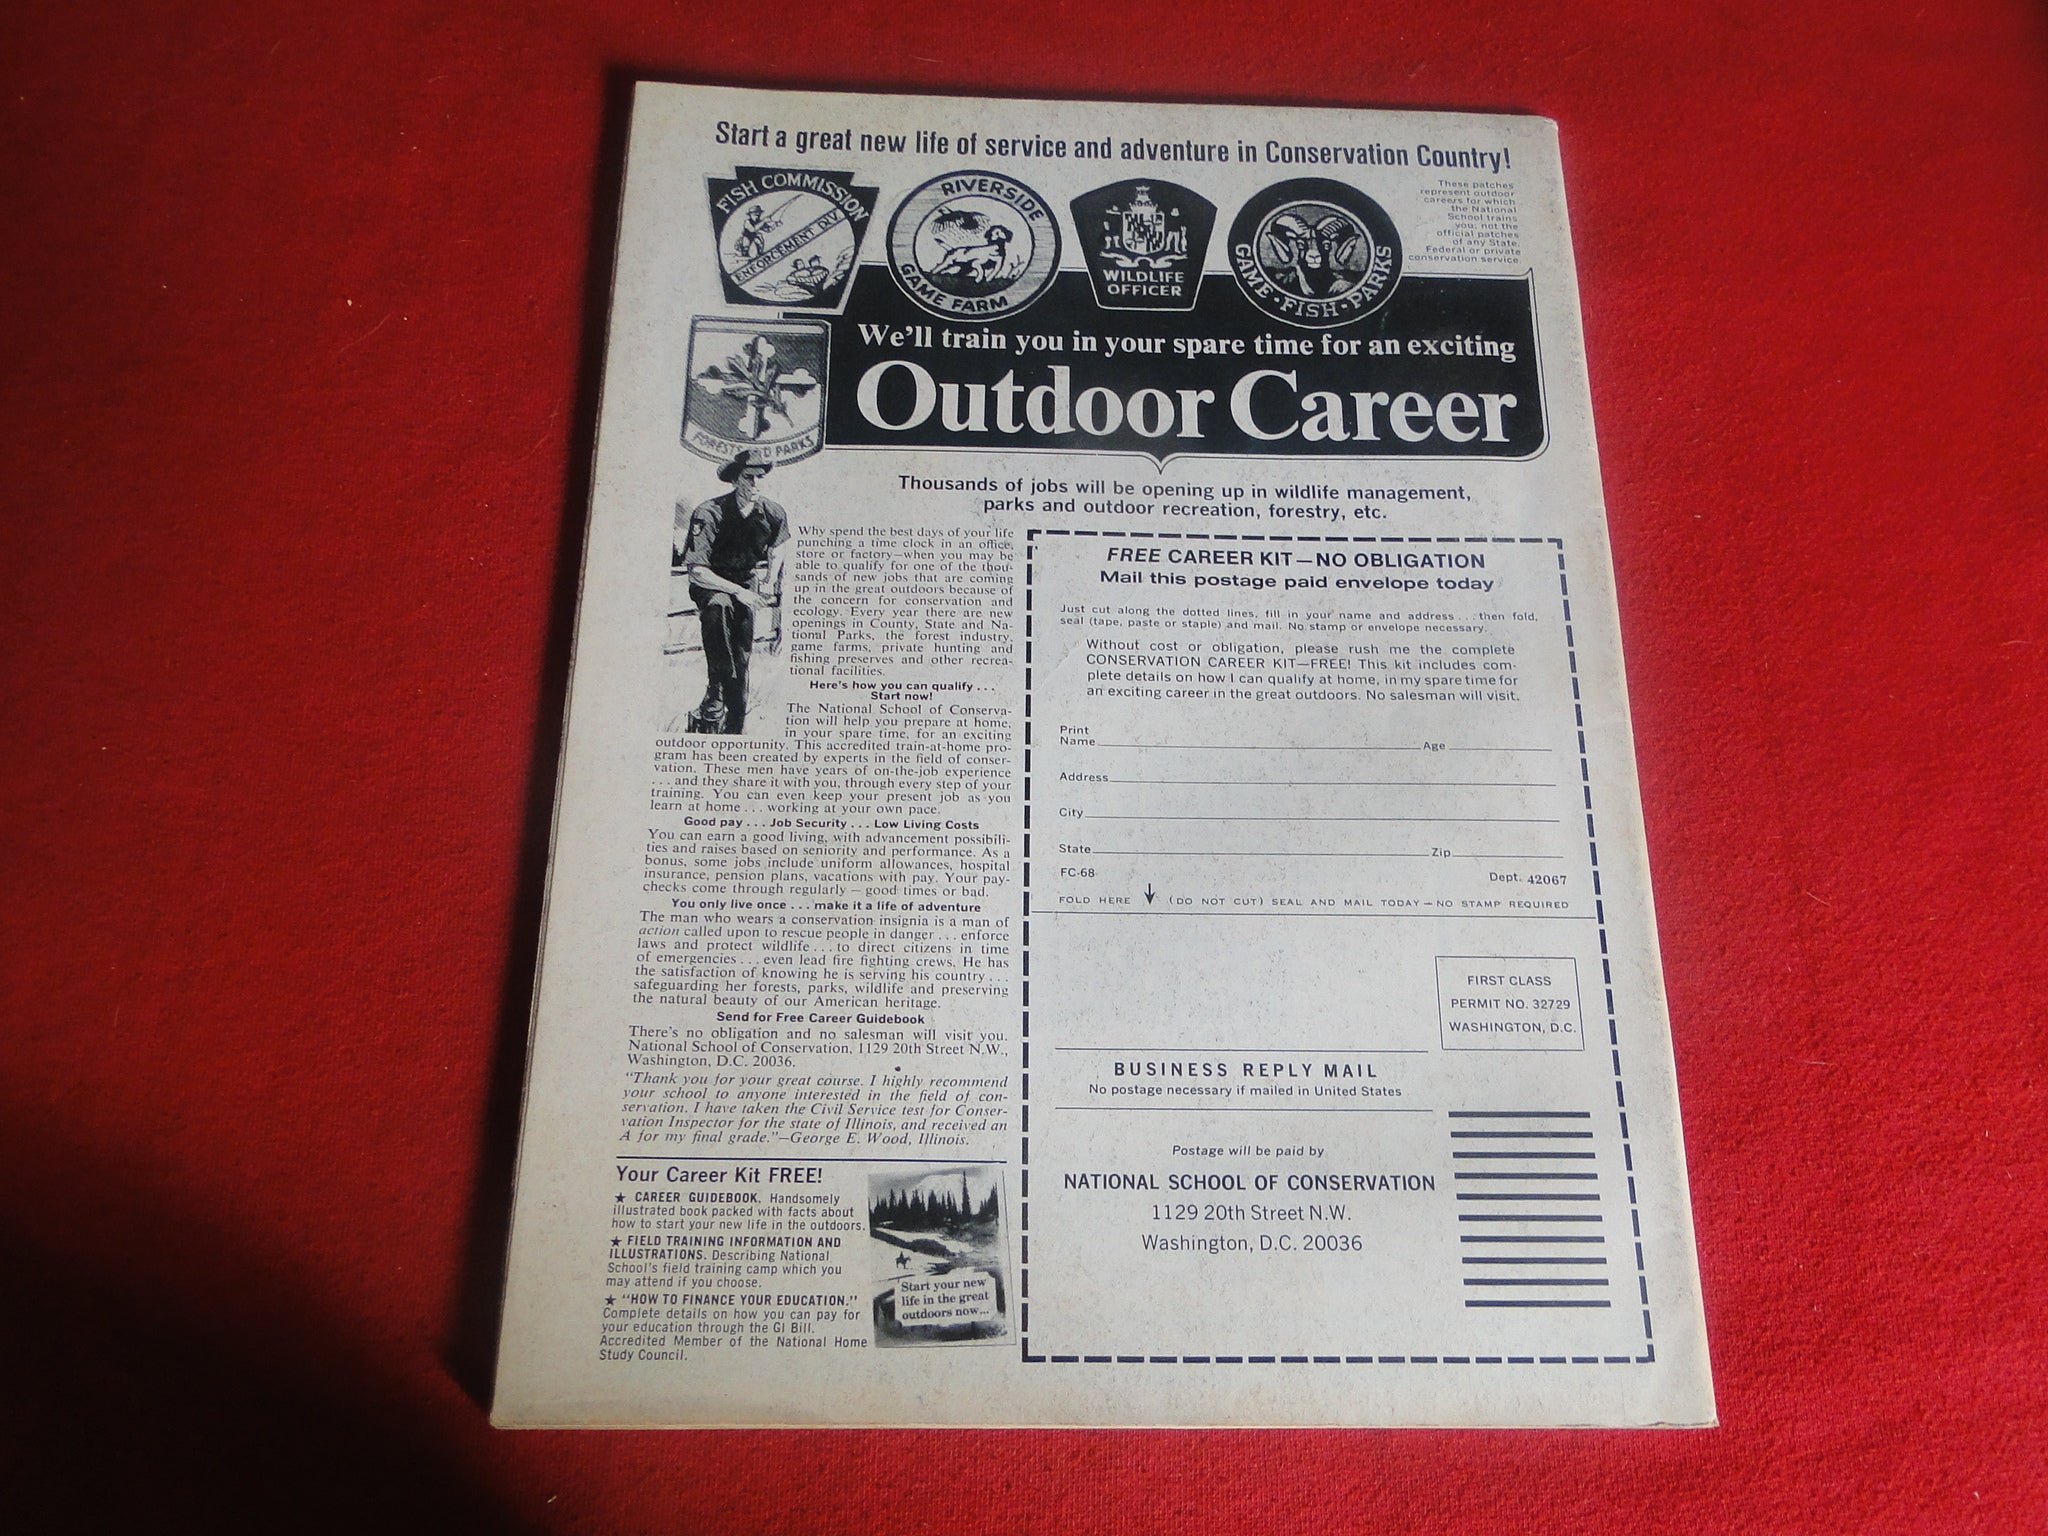 Start a great new life of service and adventure in Conservation Country!
FISH COMMISSION
ENFORCEMENT DIV
RIVERSIDE
GAME FARM
WILDLIFE
OFFICER
GAME · FISH · PARKS
These patches
represent outdoor
careers for which
the National
School trains
you; not the
official patches
of any State,
Federal or private
conservation service.
FORESTS AND PARKS
We'll train you in your spare time for an exciting
Outdoor Career
Thousands of jobs will be opening up in wildlife management,
parks and outdoor recreation, forestry, etc.
Why spend the best days of your life
punching a time clock in an office,
store or factory—when you may be
able to qualify for one of the thou-
sands of new jobs that are coming
up in the great outdoors because of
the concern for conservation and
ecology. Every year there are new
openings in County, State and Na-
tional Parks, the forest industry,
game farms, private hunting and
fishing preserves and other recrea-
tional facilities.
Here's how you can qualify . . .
Start now!
The National School of Conserva-
tion will help you prepare at home,
in your spare time, for an exciting
outdoor opportunity. This accredited train-at-home pro-
gram has been created by experts in the field of conser-
vation. These men have years of on-the-job experience
. . . and they share it with you, through every step of your
training. You can even keep your present job as you
learn at home . . . working at your own pace.
Good pay . . . Job Security . . . Low Living Costs
You can earn a good living, with advancement possibili-
ties and raises based on seniority and performance. As a
bonus, some jobs include uniform allowances, hospital
insurance, pension plans, vacations with pay. Your pay-
checks come through regularly — good times or bad.
You only live once . . . make it a life of adventure
The man who wears a conservation insignia is a man of
action called upon to rescue people in danger . . . enforce
laws and protect wildlife . . . to direct citizens in time
of emergencies . . . even lead fire fighting crews. He has
the satisfaction of knowing he is serving his country . . .
safeguarding her forests, parks, wildlife and preserving
the natural beauty of our American heritage.
Send for Free Career Guidebook
There's no obligation and no salesman will visit you.
National School of Conservation, 1129 20th Street N.W.,
Washington, D.C. 20036.
"Thank you for your great course. I highly recommend
your school to anyone interested in the field of con-
servation. I have taken the Civil Service test for Conser-
vation Inspector for the state of Illinois, and received an
A for my final grade."—George E. Wood, Illinois.
Your Career Kit FREE!
★ CAREER GUIDEBOOK. Handsomely
illustrated book packed with facts about
how to start your new life in the outdoors.
★ FIELD TRAINING INFORMATION AND
ILLUSTRATIONS. Describing National
School's field training camp which you
may attend if you choose.
★ "HOW TO FINANCE YOUR EDUCATION."
Complete details on how you can pay for
your education through the GI Bill.
Accredited Member of the National Home
Study Council.
Start your new
life in the great
outdoors now...
FREE CAREER KIT—NO OBLIGATION
Mail this postage paid envelope today
Just cut along the dotted lines, fill in your name and address . . . then fold,
seal (tape, paste or staple) and mail. No stamp or envelope necessary.
Without cost or obligation, please rush me the complete
CONSERVATION CAREER KIT—FREE! This kit includes com-
plete details on how I can qualify at home, in my spare time for
an exciting career in the great outdoors. No salesman will visit.
Print
Name Age
Address
City
State Zip
FC-68 Dept. 42067
FOLD HERE (DO NOT CUT) SEAL AND MAIL TODAY — NO STAMP REQUIRED
FIRST CLASS
PERMIT NO. 32729
WASHINGTON, D.C.
BUSINESS REPLY MAIL
No postage necessary if mailed in United States
Postage will be paid by
NATIONAL SCHOOL OF CONSERVATION
1129 20th Street N.W.
Washington, D.C. 20036